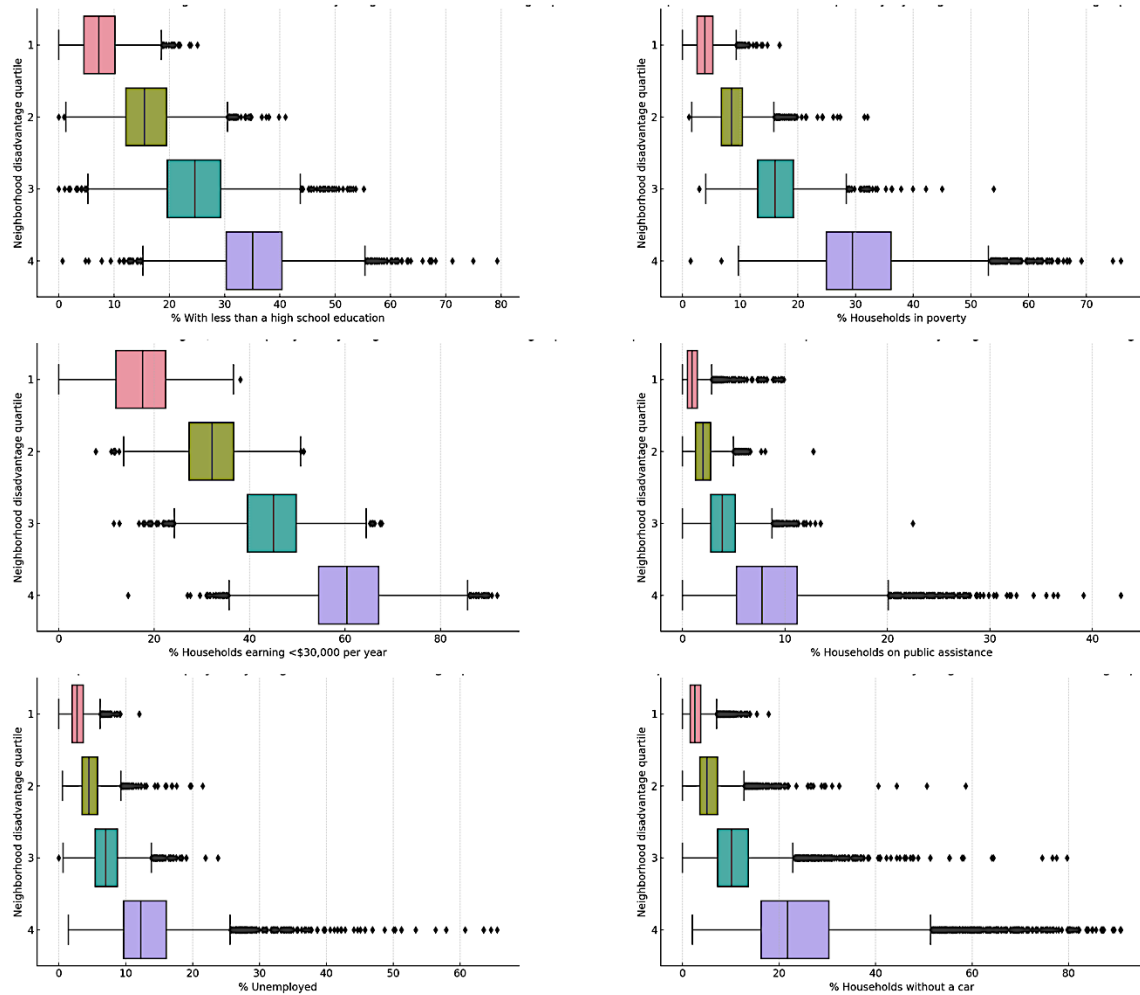 Neighborhood disadvantage quartile
1
2
3
4
0 10 20 30 40 50 60 70 80
% With less than a high school education
Neighborhood disadvantage quartile
1
2
3
4
0 10 20 30 40 50 60 70
% Households in poverty
Neighborhood disadvantage quartile
1
2
3
4
0 20 40 60 80
% Households earning <$30,000 per year
Neighborhood disadvantage quartile
1
2
3
4
0 10 20 30 40
% Households on public assistance
Neighborhood disadvantage quartile
1
2
3
4
0 10 20 30 40 50 60
% Unemployed
Neighborhood disadvantage quartile
1
2
3
4
0 20 40 60 80
% Households without a car